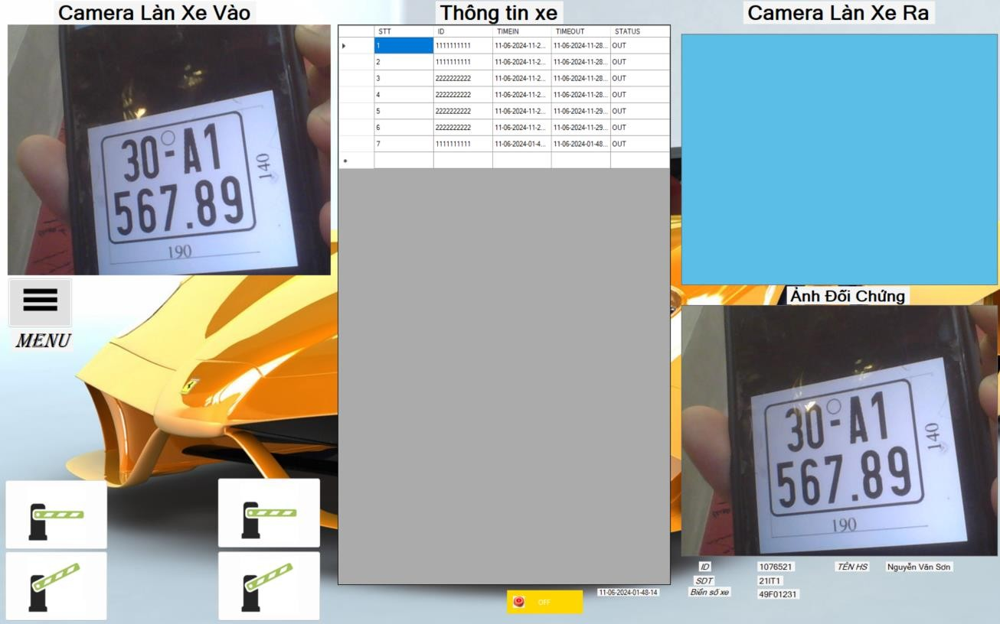 Camera Làn Xe Vào
Thông tin xe
Camera Làn Xe Ra
STT ID TIMEIN TIMEOUT STATUS
1 1111111111 11-06-2024-11-2... 11-06-2024-11-28... OUT
2 1111111111 11-06-2024-11-2... 11-06-2024-11-28... OUT
3 2222222222 11-06-2024-11-2... 11-06-2024-11-28... OUT
4 2222222222 11-06-2024-11-2... 11-06-2024-11-28... OUT
5 2222222222 11-06-2024-11-2... 11-06-2024-11-29... OUT
6 2222222222 11-06-2024-11-2... 11-06-2024-11-29... OUT
7 1111111111 11-06-2024-01-4... 11-06-2024-01-48... OUT
30-A1
567.89
140
190
MENU
Ảnh Đối Chứng
30-A1
567.89
140
190
ID 1076521 TÊN HS Nguyễn Văn Sơn
SDT 21IT1
Biển số xe 49F01231
OFF
11-06-2024-01-48-14